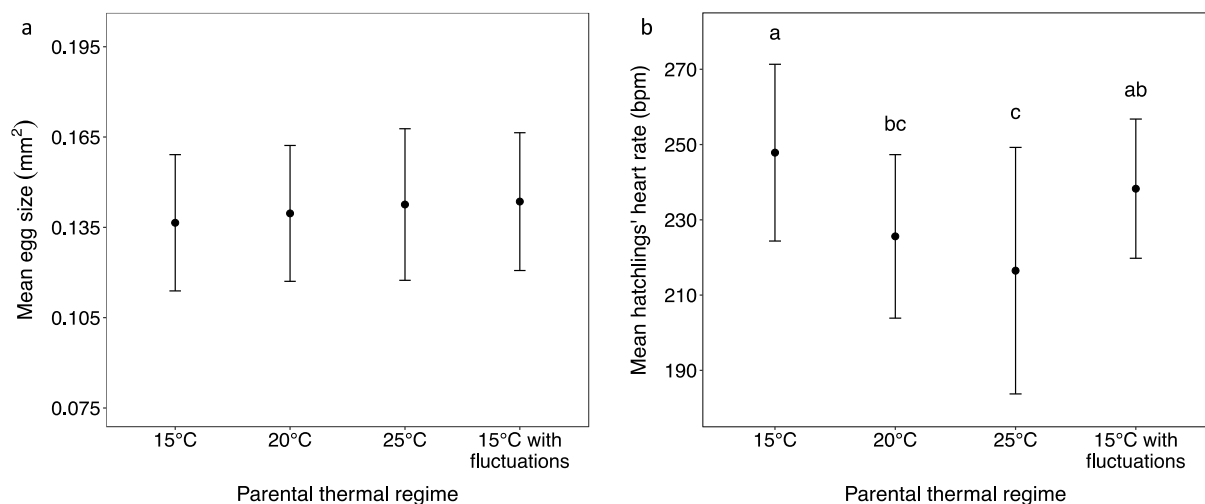 a
Mean egg size (mm²)
0.195
0.165
0.135
0.105
0.075
15°C
20°C
25°C
15°C with
fluctuations
Parental thermal regime
b
Mean hatchlings' heart rate (bpm)
270
250
230
210
190
a
bc
c
ab
15°C
20°C
25°C
15°C with
fluctuations
Parental thermal regime